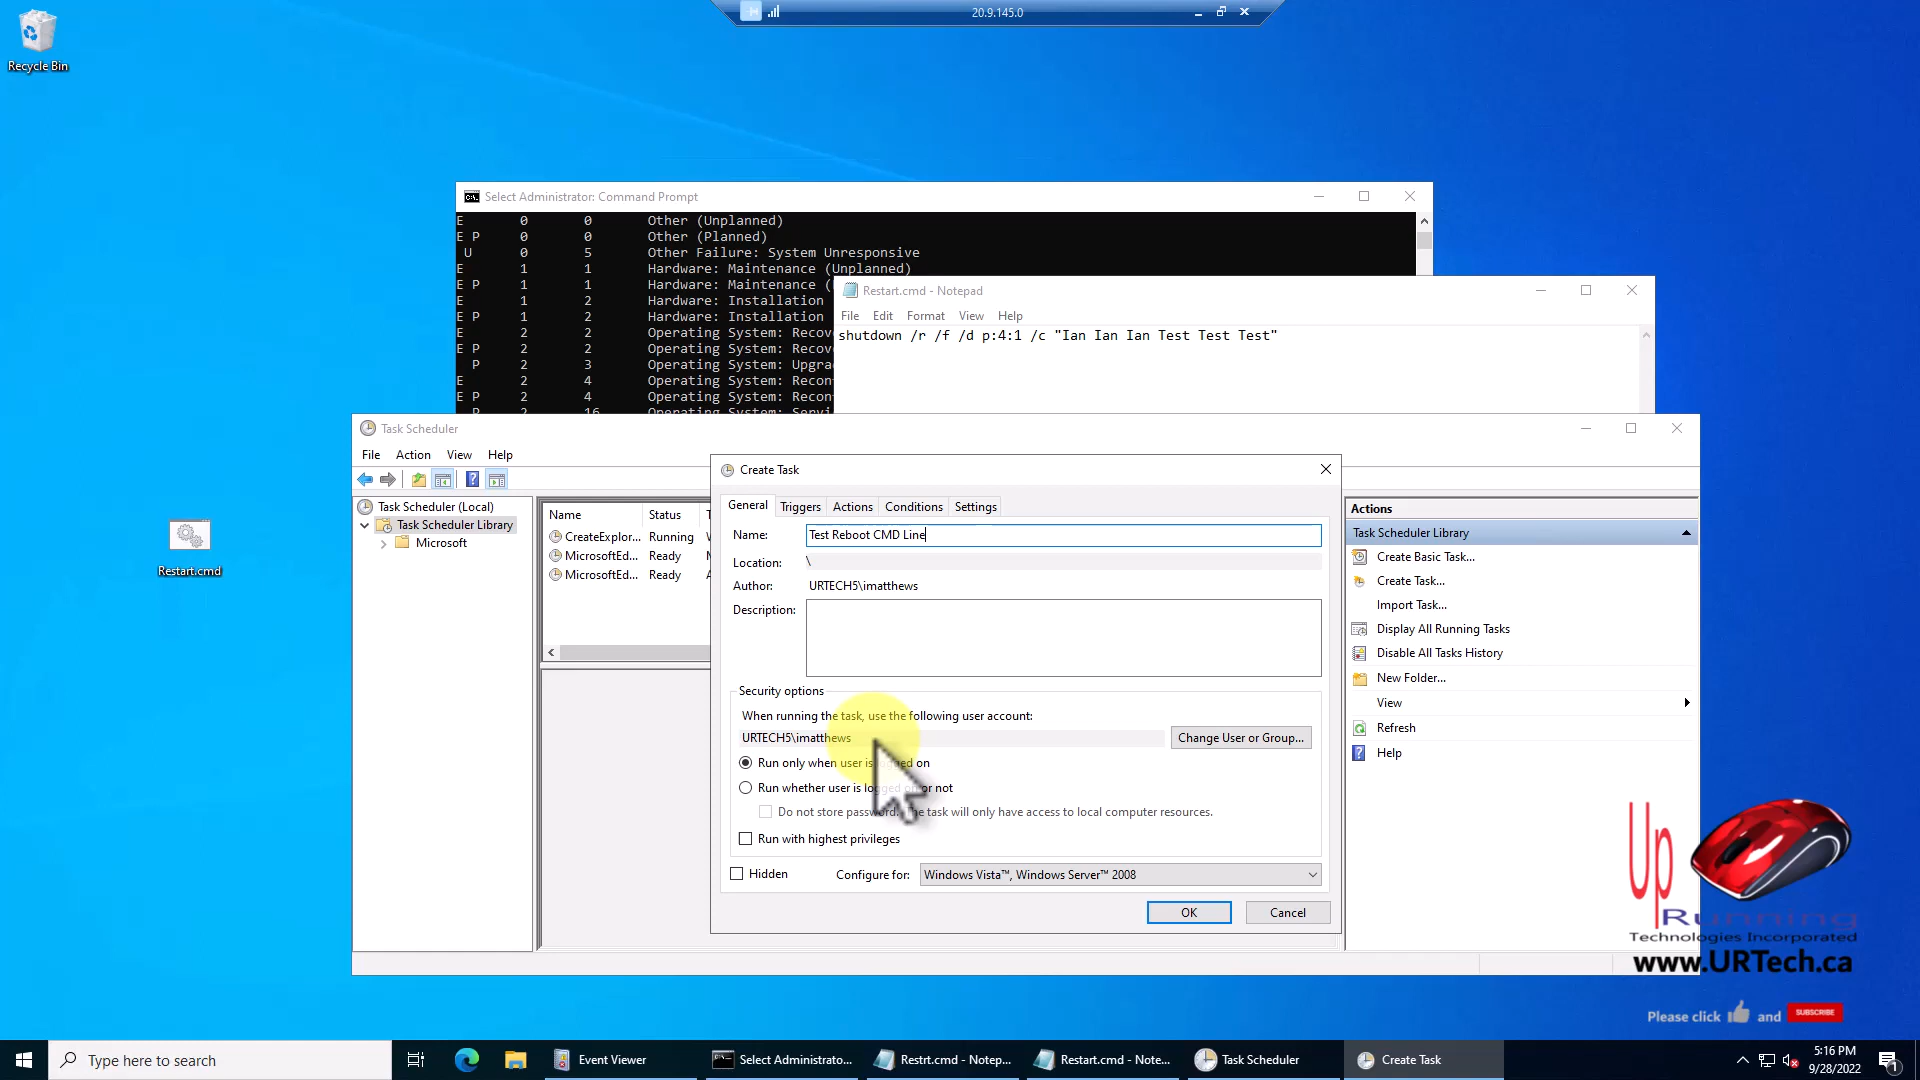 20.9.145.0
Recycle Bin
Select Administrator: Command Prompt
E 0 0 Other (Unplanned)
E P 0 0 Other (Planned)
U 0 5 Other Failure: System Unresponsive
E 1 1 Hardware: Maintenance (Unplanned)
E P 1 1 Hardware: Maintenance (
E 1 2 Hardware: Installation
E P 1 2 Hardware: Installation
E 2 2 Operating System: Recov
E P 2 2 Operating System: Recov
P 2 3 Operating System: Upgra
E 2 4 Operating System: Recon
E P 2 4 Operating System: Recon
P 2 16 Operating System: Servi
Restart.cmd - Notepad
File Edit Format View Help
shutdown /r /f /d p:4:1 /c "Ian Ian Ian Test Test Test"
Restart.cmd
Task Scheduler
File Action View Help
Task Scheduler (Local)
Task Scheduler Library
Microsoft
Name Status T
CreateExplor... Running
MicrosoftEd... Ready
MicrosoftEd... Ready
Create Task
General Triggers Actions Conditions Settings
Name: Test Reboot CMD Line
Location: \
Author: URTECH5\imatthews
Description:
Security options
When running the task, use the following user account:
URTECH5\imatthews Change User or Group...
Run only when user is logged on
Run whether user is logged on or not
Do not store password. The task will only have access to local computer resources.
Run with highest privileges
Hidden Configure for: Windows Vista™, Windows Server™ 2008
OK Cancel
Actions
Task Scheduler Library
Create Basic Task...
Create Task...
Import Task...
Display All Running Tasks
Disable All Tasks History
New Folder...
View
Refresh
Help
Up
Running
Technologies Incorporated
www.URTech.ca
Please click and SUBSCRIBE
Type here to search
Event Viewer
Select Administrato...
Restrt.cmd - Notep...
Restart.cmd - Note...
Task Scheduler
Create Task
5:16 PM
9/28/2022
1